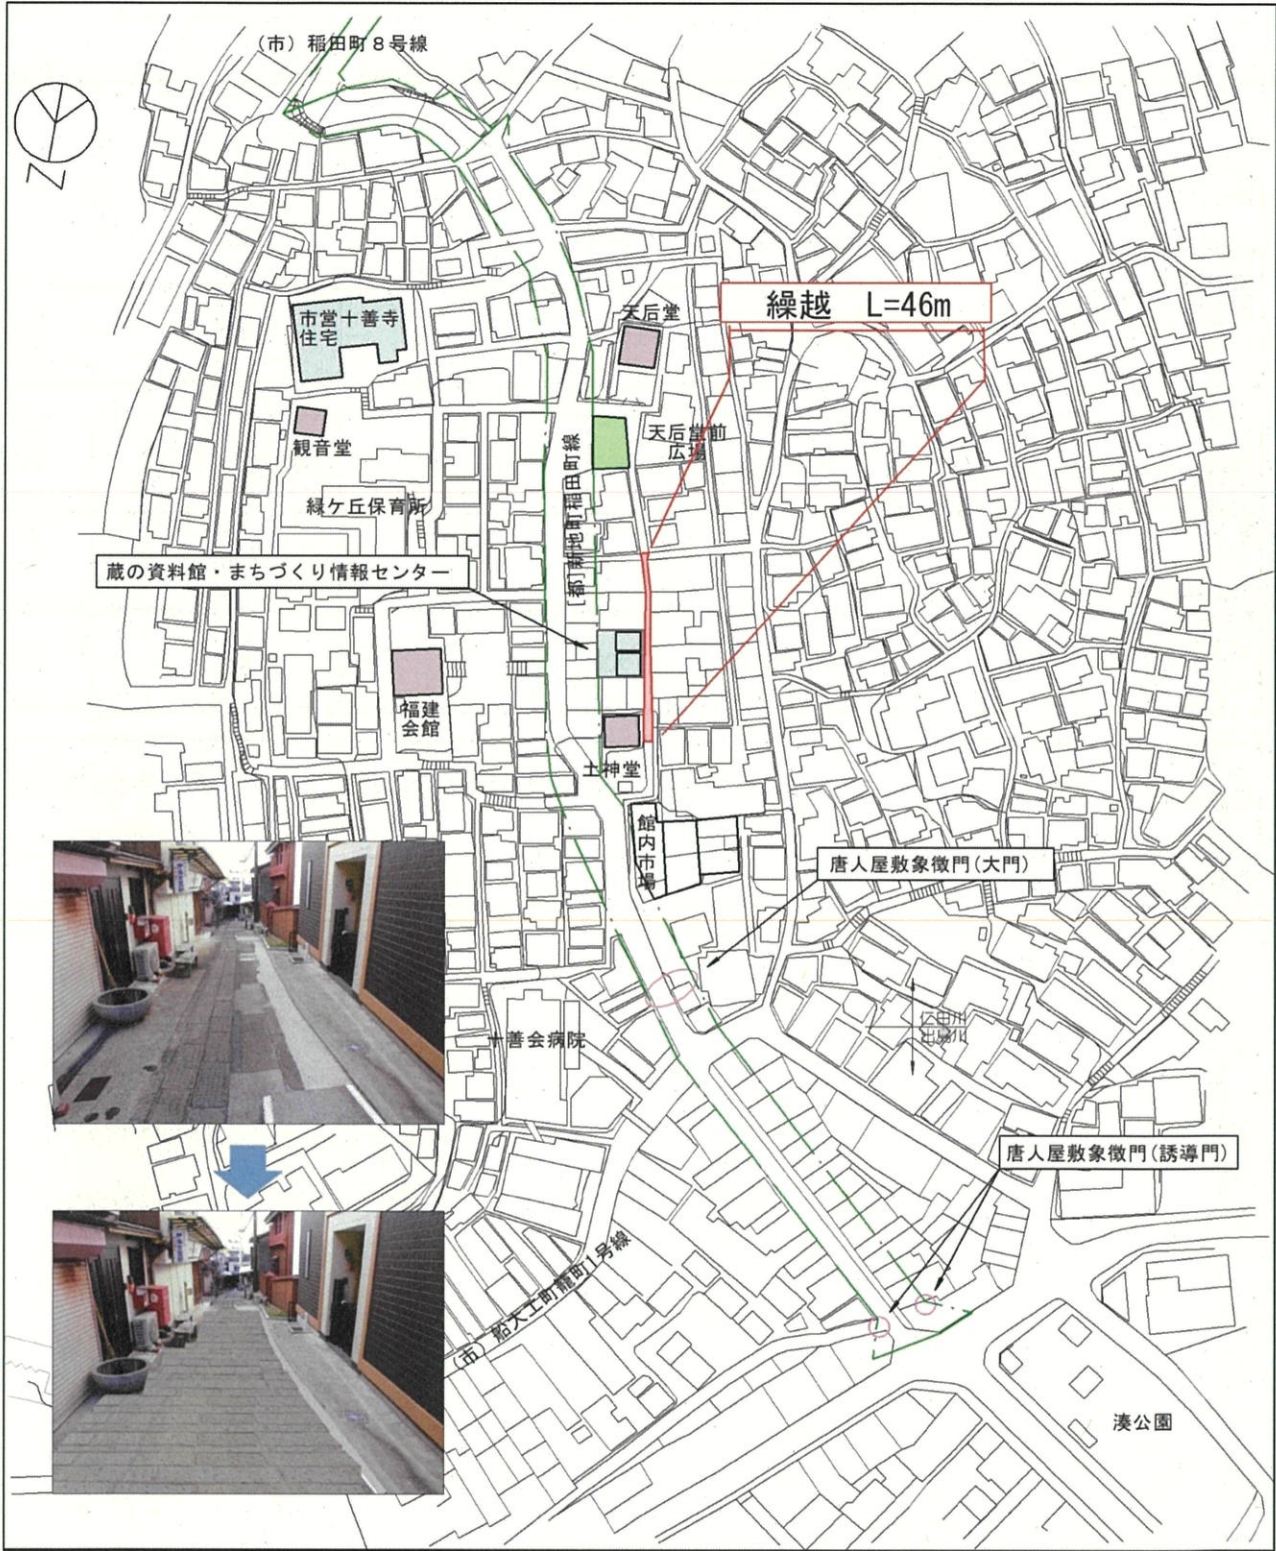 (市) 稲田町8号線
Z
繰越 L=46m
市営十善寺
住宅
天后堂
観音堂
天后堂前
広場
[都]新地町稲田町線
緑ケ丘保育所
蔵の資料館・まちづくり情報センター
福建
会館
土神堂
館内市場
唐人屋敷象徴門(大門)
十善会病院
唐人屋敷象徴門(誘導門)
(市) 船大工町籠町1号線
湊公園